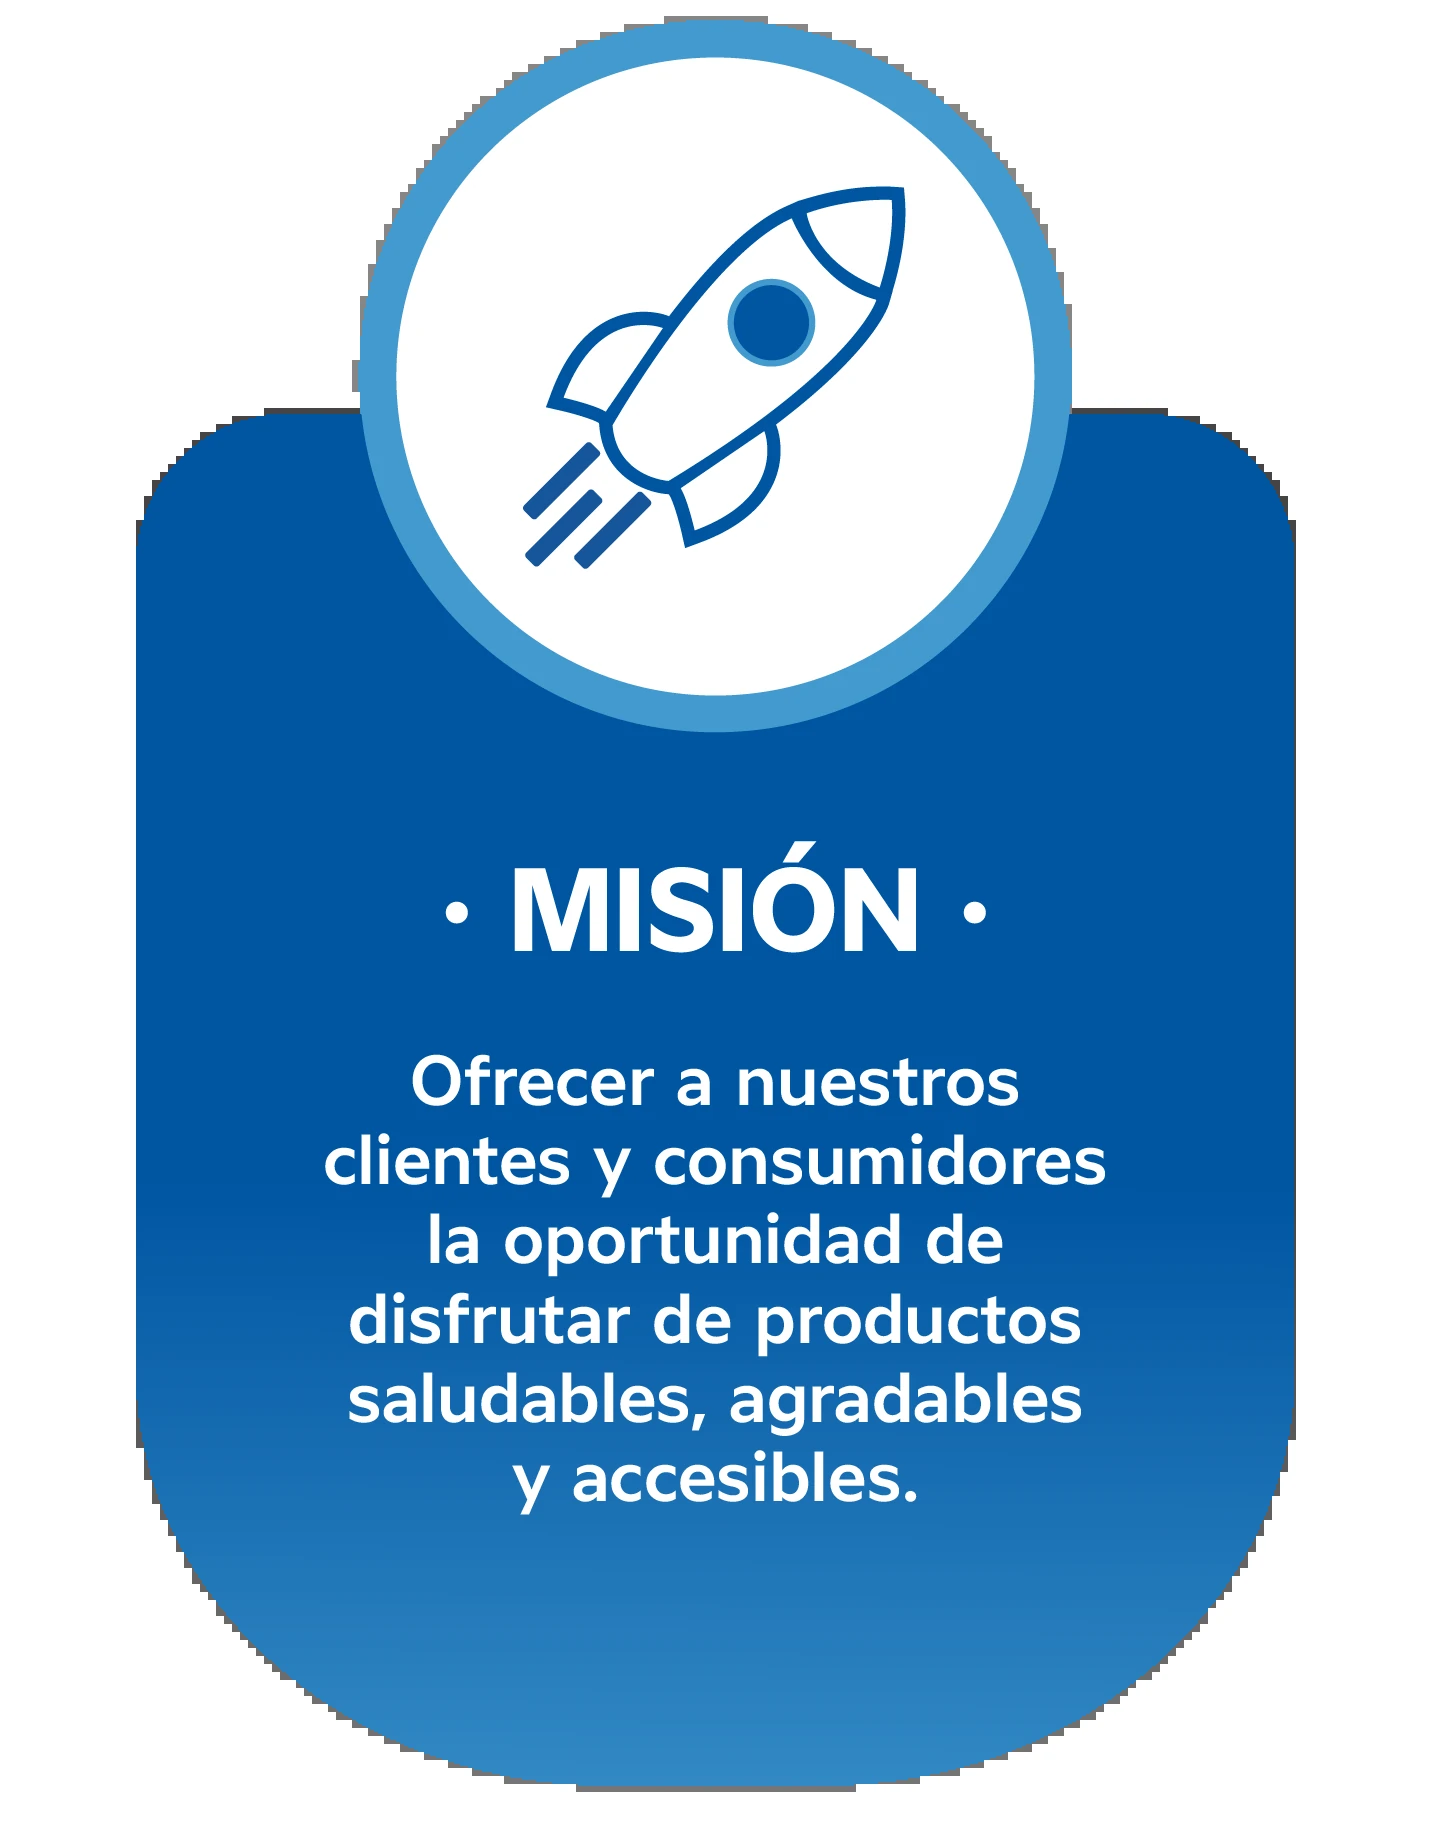 • MISIÓN •
Ofrecer a nuestros
clientes y consumidores
la oportunidad de
disfrutar de productos
saludables, agradables
y accesibles.